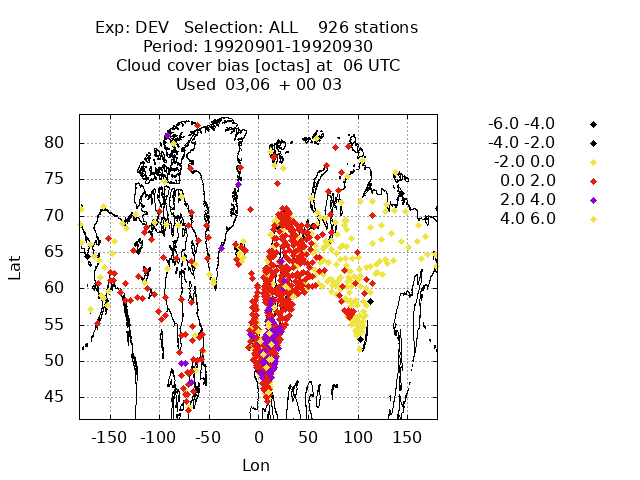 Exp: DEV Selection: ALL 926 stations
Period: 19920901-19920930
Cloud cover bias [octas] at 06 UTC
Used 03,06 + 00 03
-6.0 -4.0
-4.0 -2.0
-2.0 0.0
0.0 2.0
2.0 4.0
4.0 6.0
80
75
70
65
60
55
50
45
Lat
-150 -100 -50 0 50 100 150
Lon